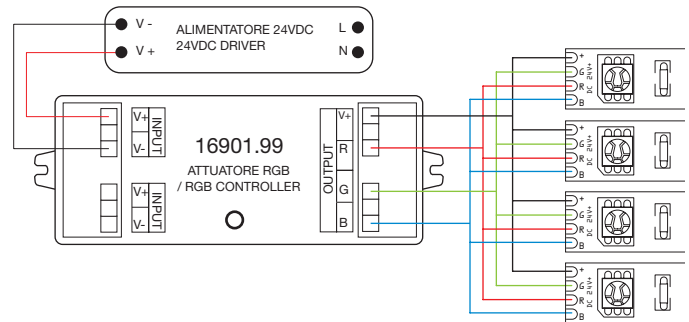 V -
V +
ALIMENTATORE 24VDC
24VDC DRIVER
L
N
V+
V-
INPUT
V+
V-
INPUT
16901.99
ATTUATORE RGB
/ RGB CONTROLLER
OUTPUT
V+
R
G
B
+
G
R
B
DC 24V+
+
G
R
B
DC 24V+
+
G
R
B
DC 24V+
+
G
R
B
DC 24V+